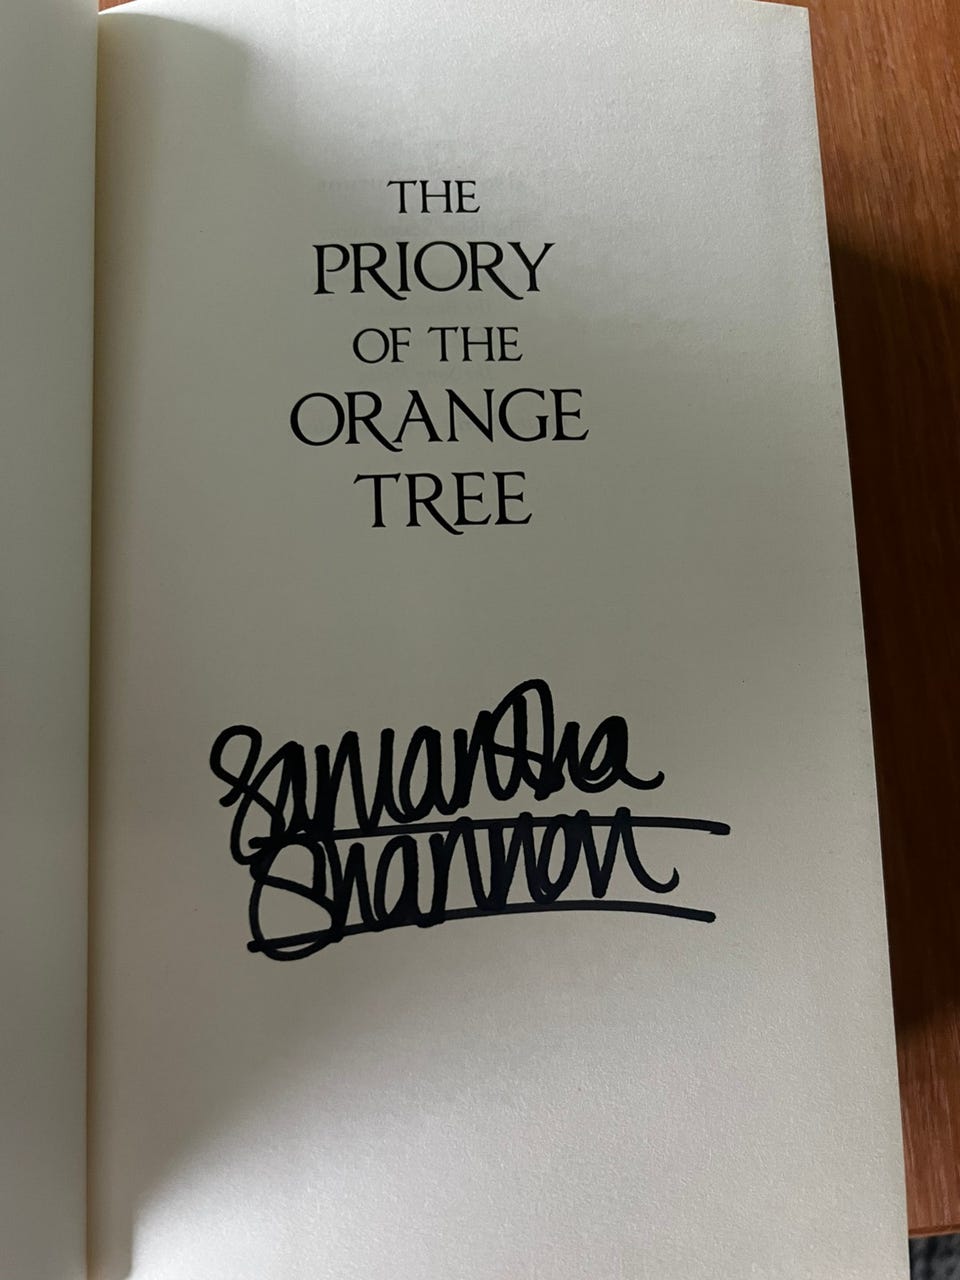 THE
PRIORY
OF THE
ORANGE
TREE
Samantha
Shannon